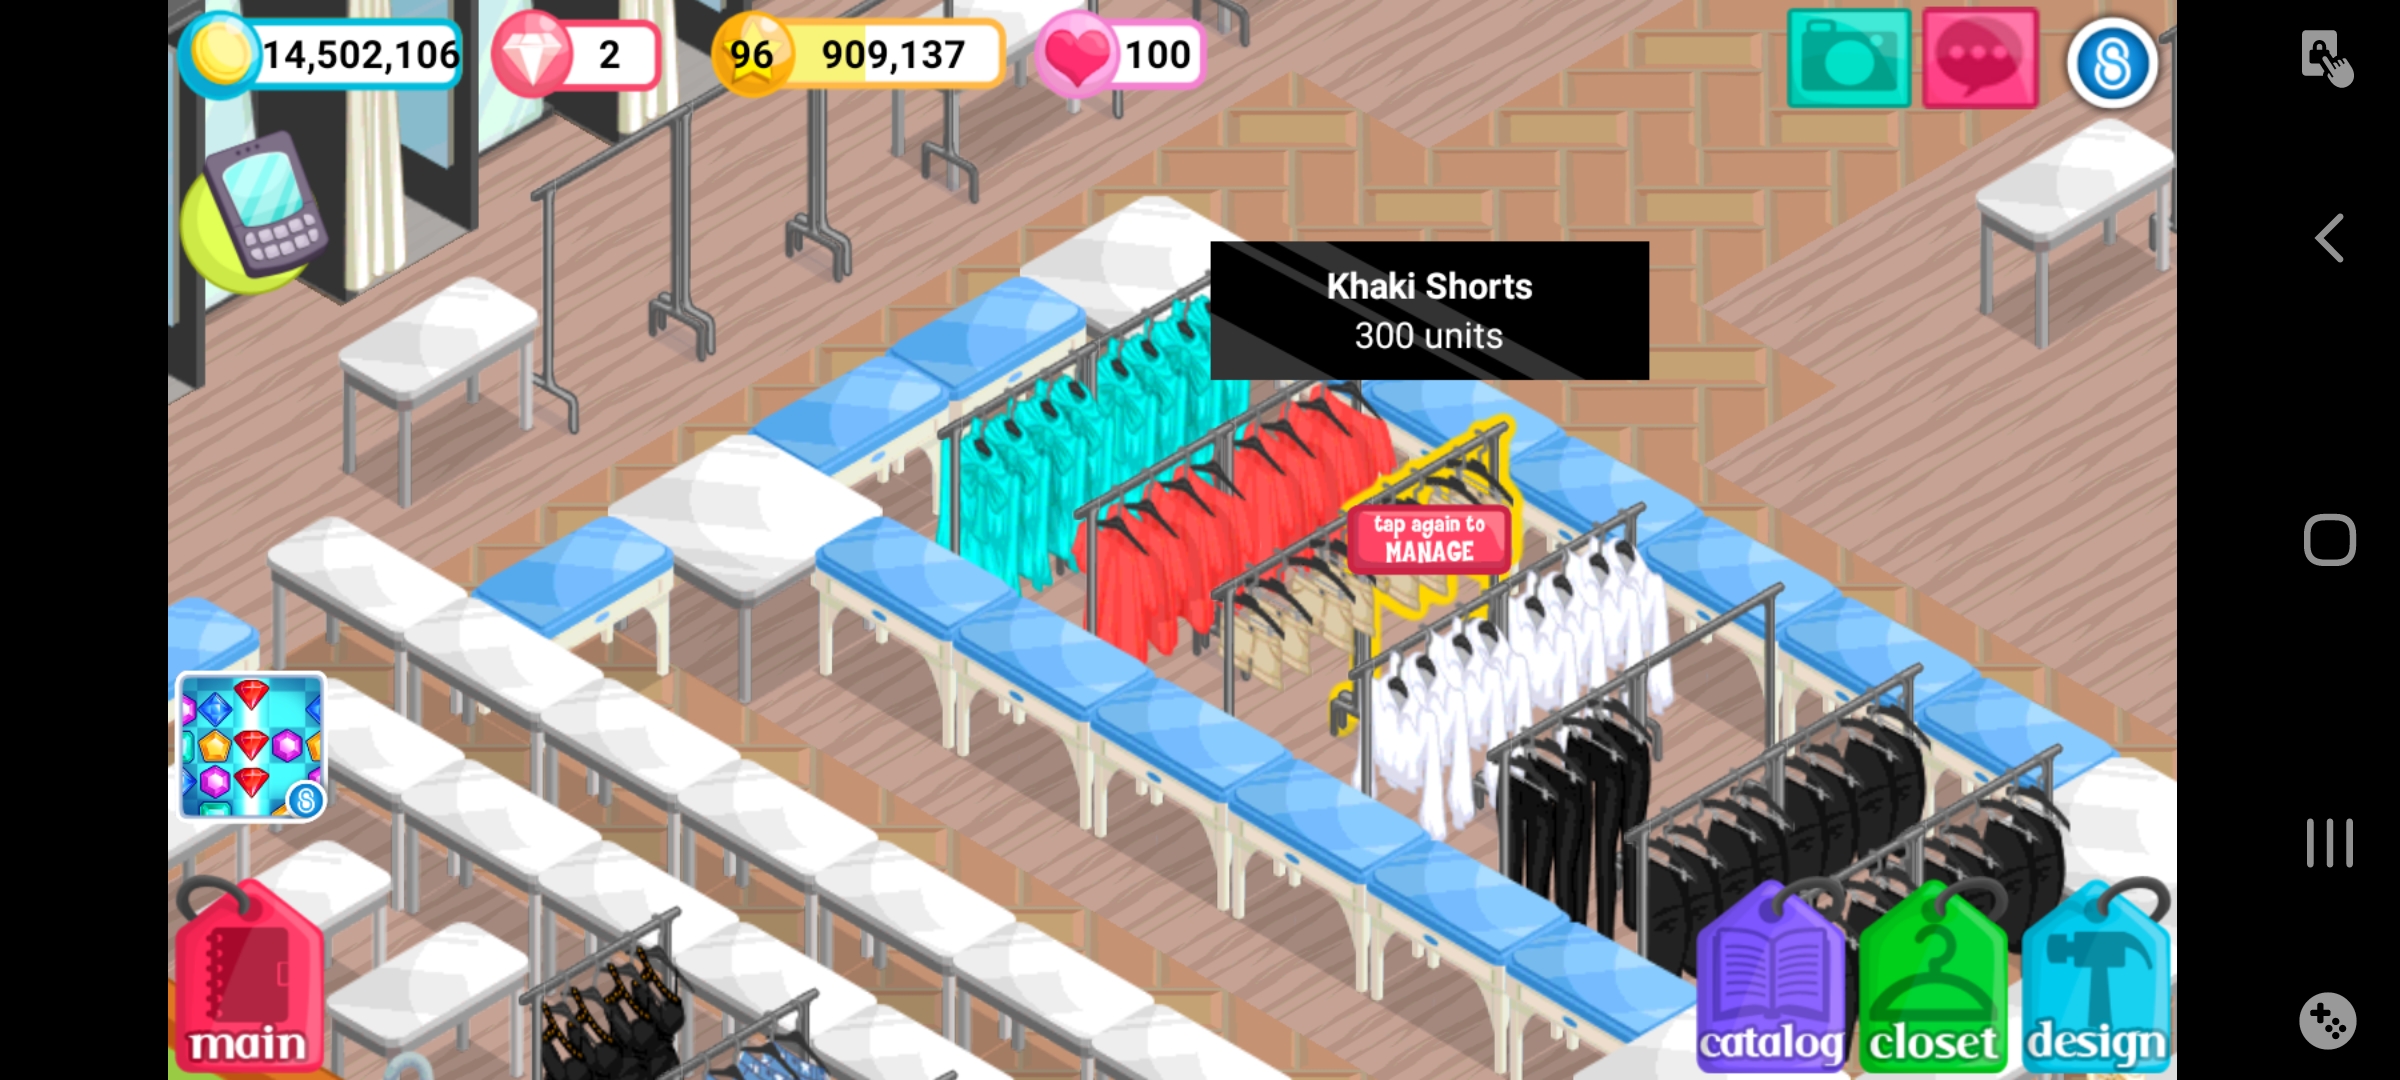 14,502,106
2
96
909,137
100
Khaki Shorts
300 units
tap again to
MANAGE
main
catalog
closet
design